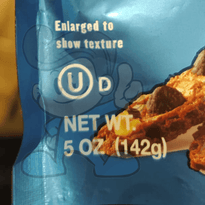 Enlarged to
show texture
U D
NET WT.
5 OZ. (142g)